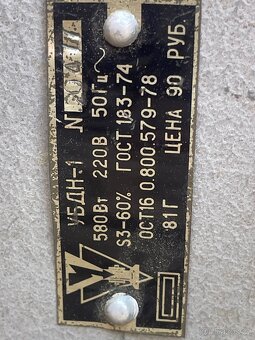 УБДН-1 №
580Вт 220В 50Гц~
S3-60% ГОСТ 183-74
ОСТ16 0.800.579-78
81Г ЦЕНА 90 РУБ